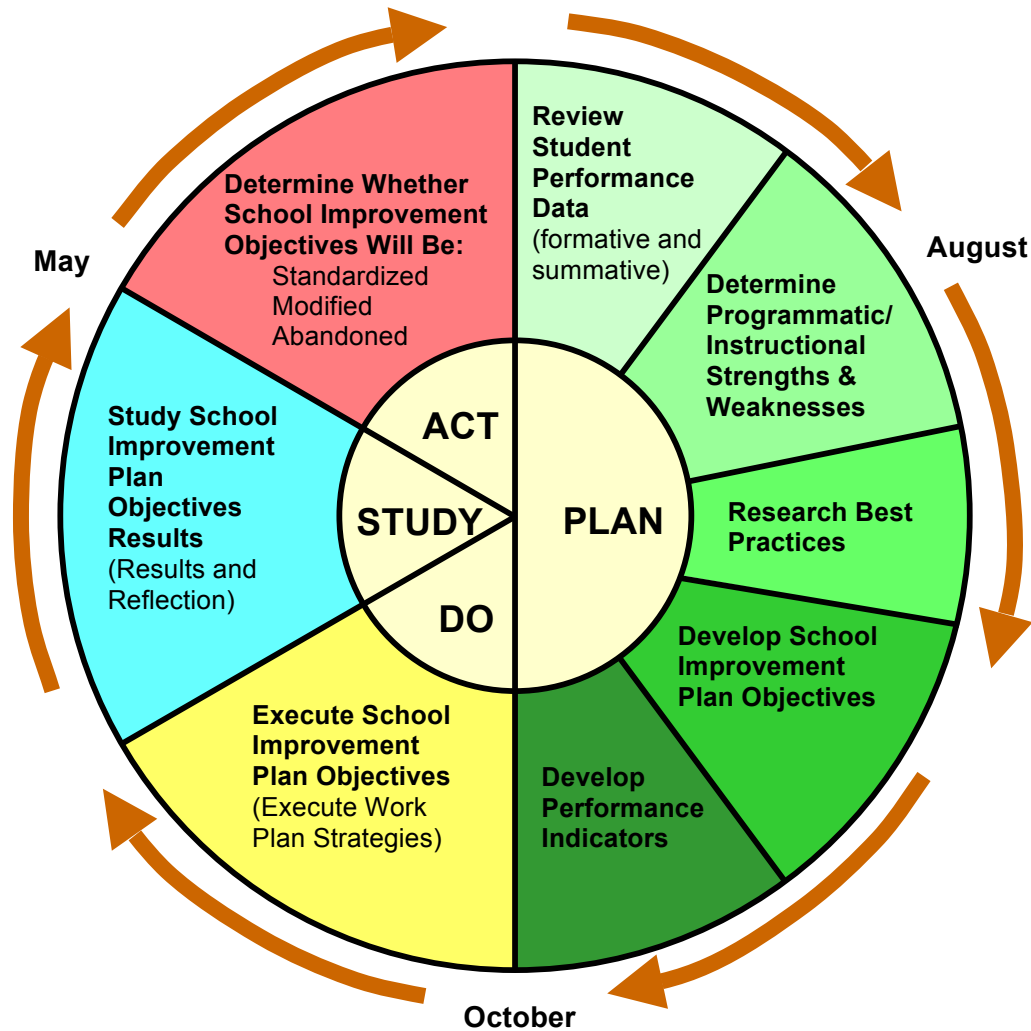 Review
Student
Performance
Data
(formative and
summative)
August
Determine
Programmatic/
Instructional
Strengths &
Weaknesses
Research Best
Practices
Develop School
Improvement
Plan Objectives
Develop
Performance
Indicators
October
Execute School
Improvement
Plan Objectives
(Execute Work
Plan Strategies)
Study School
Improvement
Plan
Objectives
Results
(Results and
Reflection)
May
Determine Whether
School Improvement
Objectives Will Be:
Standardized
Modified
Abandoned
PLAN
DO
STUDY
ACT